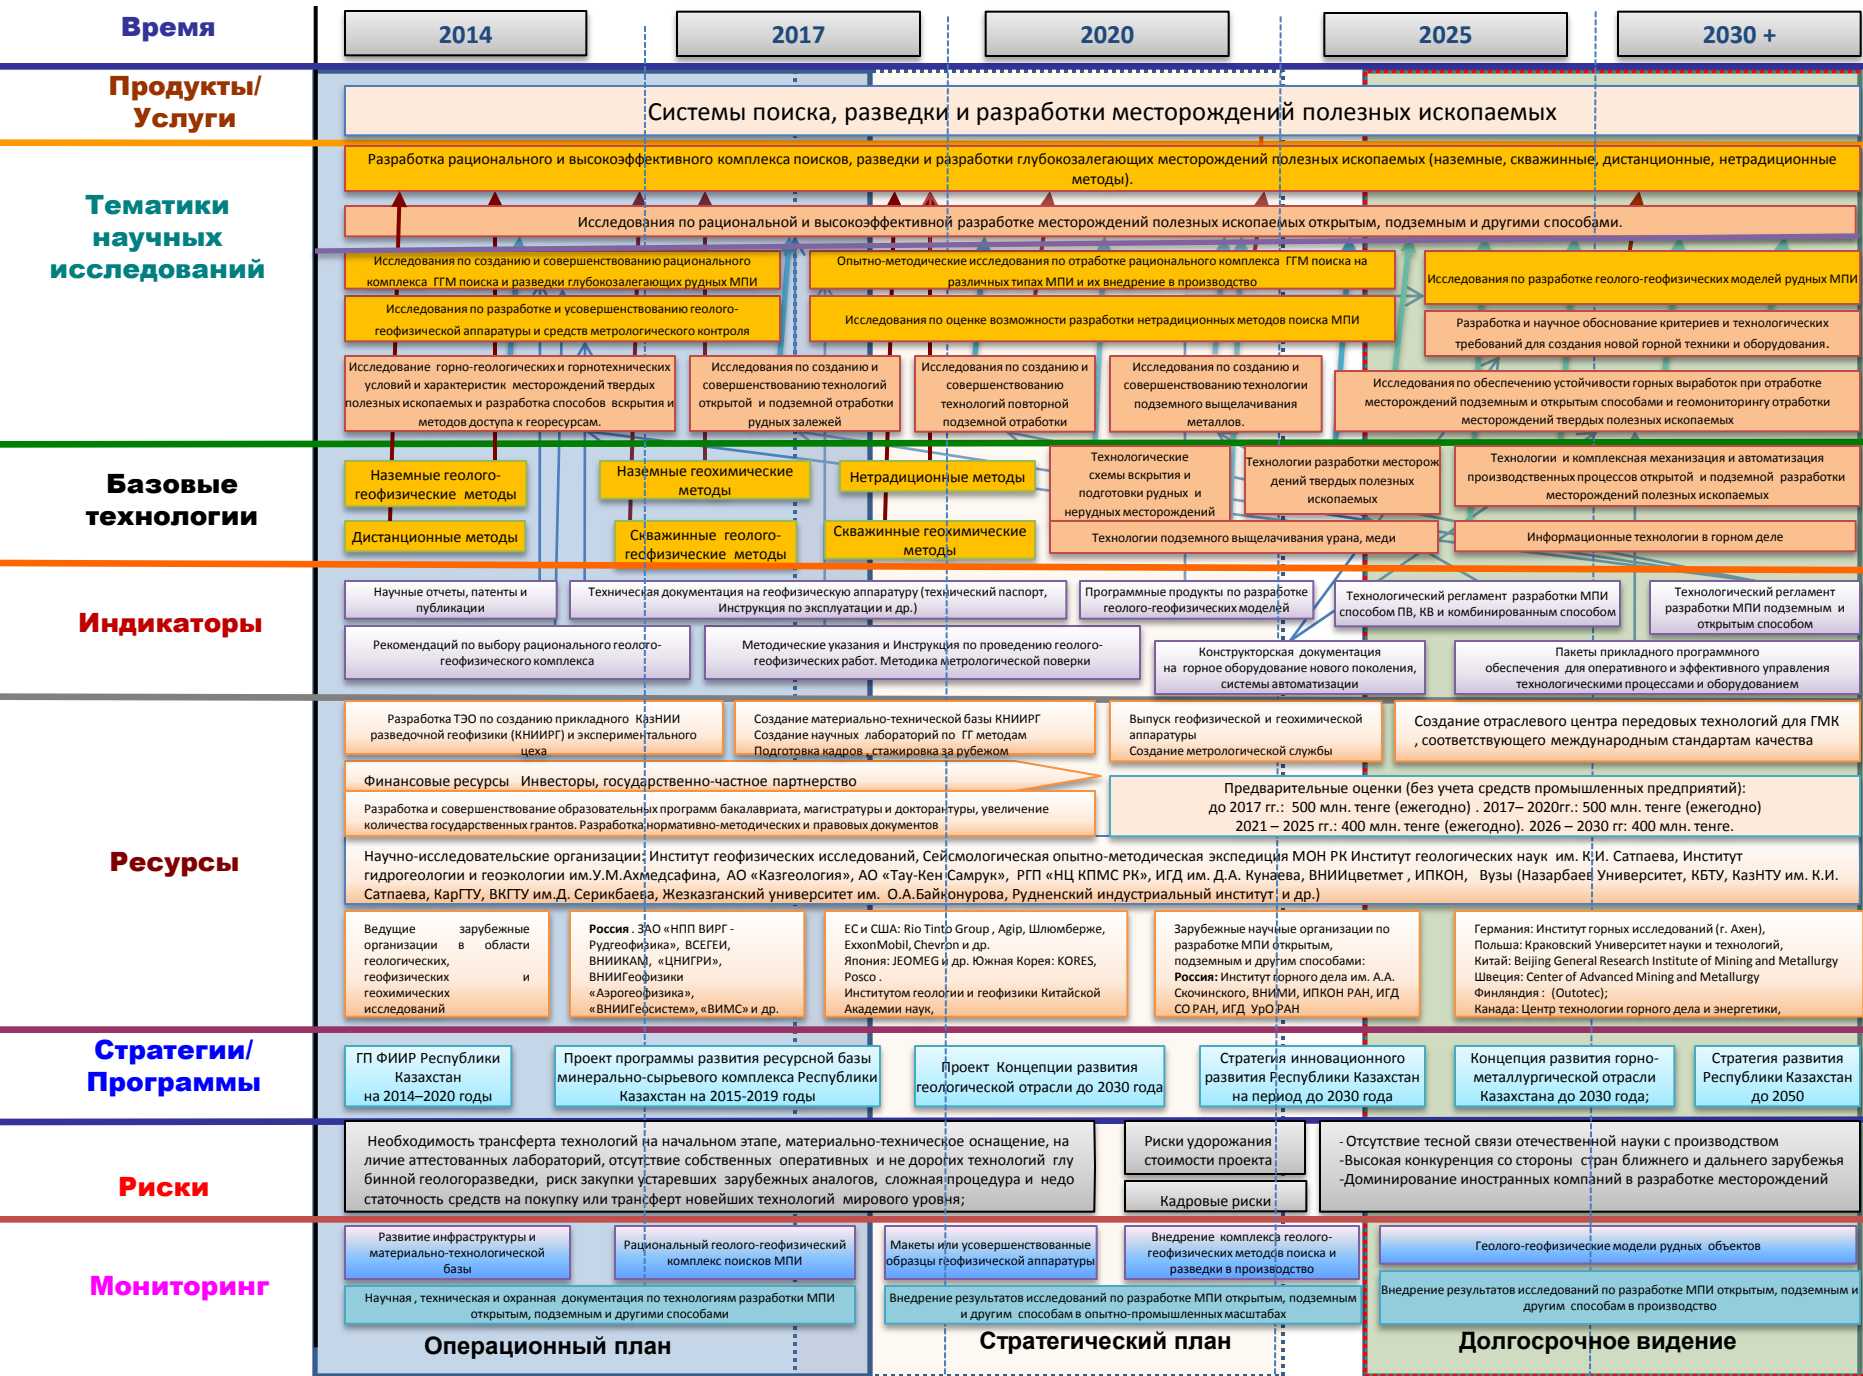 Время
2014
2017
2020
2025
2030 +
Продукты/
Услуги
Системы поиска, разведки и разработки месторождений полезных ископаемых
Тематики
научных
исследований
Разработка рационального и высокоэффективного комплекса поисков, разведки и разработки глубокозалегающих месторождений полезных ископаемых (наземные, скважинные, дистанционные, нетрадиционные
методы).
Исследования по рациональной и высокоэффективной разработке месторождений полезных ископаемых открытым, подземным и другими способами.
Исследования по созданию и совершенствованию рационального
комплекса ГГМ поиска и разведки глубокозалегающих рудных МПИ
Опытно-методические исследования по отработке рационального комплекса ГГМ поиска на
различных типах МПИ и их внедрение в производство
Исследования по разработке геолого-геофизических моделей рудных МПИ
Исследования по разработке и усовершенствованию геолого-
геофизической аппаратуры и средств метрологического контроля
Исследования по оценке возможности разработки нетрадиционных методов поиска МПИ
Разработка и научное обоснование критериев и технологических
требований для создания новой горной техники и оборудования.
Исследование горно-геологических и горнотехнических
условий и характеристик месторождений твердых
полезных ископаемых и разработка способов вскрытия и
методов доступа к георесурсам.
Исследования по созданию и
совершенствованию технологий
открытой и подземной отработки
рудных залежей
Исследования по созданию и
совершенствованию
технологий повторной
подземной отработки
Исследования по созданию и
совершенствованию технологии
подземного выщелачивания
металлов.
Исследования по обеспечению устойчивости горных выработок при отработке
месторождений подземным и открытым способами и геомониторингу отработки
месторождений твердых полезных ископаемых
Базовые
технологии
Наземные геолого-
геофизические методы
Наземные геохимические
методы
Нетрадиционные методы
Технологические
схемы вскрытия и
подготовки рудных и
нерудных месторождений
Технологии разработки месторож
дений твердых полезных
ископаемых
Технологии и комплексная механизация и автоматизация
производственных процессов открытой и подземной разработки
месторождений полезных ископаемых
Дистанционные методы
Скважинные геолого-
геофизические методы
Скважинные геохимические
методы
Технологии подземного выщелачивания урана, меди
Информационные технологии в горном деле
Индикаторы
Научные отчеты, патенты и
публикации
Техническая документация на геофизическую аппаратуру (технический паспорт,
Инструкция по эксплуатации и др.)
Программные продукты по разработке
геолого-геофизических моделей
Технологический регламент разработки МПИ
способом ПВ, КВ и комбинированным способом
Технологический регламент
разработки МПИ подземным и
открытым способом
Рекомендаций по выбору рационального геолого-
геофизического комплекса
Методические указания и Инструкция по проведению геолого-
геофизических работ. Методика метрологической поверки
Конструкторская документация
на горное оборудование нового поколения,
системы автоматизации
Пакеты прикладного программного
обеспечения для оперативного и эффективного управления
технологическими процессами и оборудованием
Ресурсы
Разработка ТЭО по созданию прикладного КазНИИ
разведочной геофизики (КНИИРГ) и экспериментального
цеха
Создание материально-технической базы КНИИРГ
Создание научных лабораторий по ГГ методам
Подготовка кадров , стажировка за рубежом
Выпуск геофизической и геохимической
аппаратуры
Создание метрологической службы
Создание отраслевого центра передовых технологий для ГМК
, соответствующего международным стандартам качества
Финансовые ресурсы Инвесторы, государственно-частное партнерство
Разработка и совершенствование образовательных программ бакалавриата, магистратуры и докторантуры, увеличение
количества государственных грантов. Разработка нормативно-методических и правовых документов
Предварительные оценки (без учета средств промышленных предприятий):
до 2017 гг.: 500 млн. тенге (ежегодно) . 2017– 2020гг.: 500 млн. тенге (ежегодно)
2021 – 2025 гг.: 400 млн. тенге (ежегодно). 2026 – 2030 гг: 400 млн. тенге.
Научно-исследовательские организации: Институт геофизических исследований, Сейсмологическая опытно-методическая экспедиция МОН РК Институт геологических наук им. К.И. Сатпаева, Институт
гидрогеологии и геоэкологии им.У.М.Ахмедсафина, АО «Казгеология», АО «Тау-Кен Самрук», РГП «НЦ КПМС РК», ИГД им. Д.А. Кунаева, ВНИИцветмет , ИПКОН, Вузы (Назарбаев Университет, КБТУ, КазНТУ им. К.И.
Сатпаева, КарГТУ, ВКГТУ им.Д. Серикбаева, Жезказганский университет им. О.А.Байконурова, Рудненский индустриальный институт и др.)
Ведущие зарубежные
организации в области
геологических,
геофизических и
геохимических
исследований
Россия . ЗАО «НПП ВИРГ -
Рудгеофизика», ВСЕГЕИ,
ВНИИКАМ, «ЦНИГРИ»,
ВНИИГеофизики
«Аэрогеофизика»,
«ВНИИГеосистем», «ВИМС» и др.
ЕС и США: Rio Tinto Group , Agip, Шлюмберже,
ExxonMobil, Chevron и др.
Япония: JEOMEG и др. Южная Корея: KORES,
Posco .
Институтом геологии и геофизики Китайской
Академии наук,
Зарубежные научные организации по
разработке МПИ открытым,
подземным и другим способами:
Россия: Институт горного дела им. А.А.
Скочинского, ВНИМИ, ИПКОН РАН, ИГД
СО РАН, ИГД УрО РАН
Германия: Институт горных исследований (г. Ахен),
Польша: Краковский Университет науки и технологий,
Китай: Beijing General Research Institute of Mining and Metallurgy
Швеция: Center of Advanced Mining and Metallurgy
Финляндия : (Outotec);
Канада: Центр технологии горного дела и энергетики,
Стратегии/
Программы
ГП ФИИР Республики
Казахстан
на 2014–2020 годы
Проект программы развития ресурсной базы
минерально-сырьевого комплекса Республики
Казахстан на 2015-2019 годы
Проект Концепции развития
геологической отрасли до 2030 года
Стратегия инновационного
развития Республики Казахстан
на период до 2030 года
Концепция развития горно-
металлургической отрасли
Казахстана до 2030 года;
Стратегия развития
Республики Казахстан
до 2050
Риски
Необходимость трансферта технологий на начальном этапе, материально-техническое оснащение, на
личие аттестованных лабораторий, отсутствие собственных оперативных и не дорогих технологий глу
бинной геологоразведки, риск закупки устаревших зарубежных аналогов, сложная процедура и недо
статочность средств на покупку или трансферт новейших технологий мирового уровня;
Риски удорожания
стоимости проекта
Кадровые риски
- Отсутствие тесной связи отечественной науки с производством
-Высокая конкуренция со стороны стран ближнего и дальнего зарубежья
-Доминирование иностранных компаний в разработке месторождений
Мониторинг
Развитие инфраструктуры и
материально-технологической
базы
Рациональный геолого-геофизический
комплекс поисков МПИ
Макеты или усовершенствованные
образцы геофизической аппаратуры
Внедрение комплекса геолого-
геофизических методов поиска и
разведки в производство
Геолого-геофизические модели рудных объектов
Научная , техническая и охранная документация по технологиям разработки МПИ
открытым, подземным и другими способами
Внедрение результатов исследований по разработке МПИ открытым, подземным
и другим способам в опытно-промышленных масштабах
Внедрение результатов исследований по разработке МПИ открытым, подземным и
другим способам в производство
Операционный план
Стратегический план
Долгосрочное видение